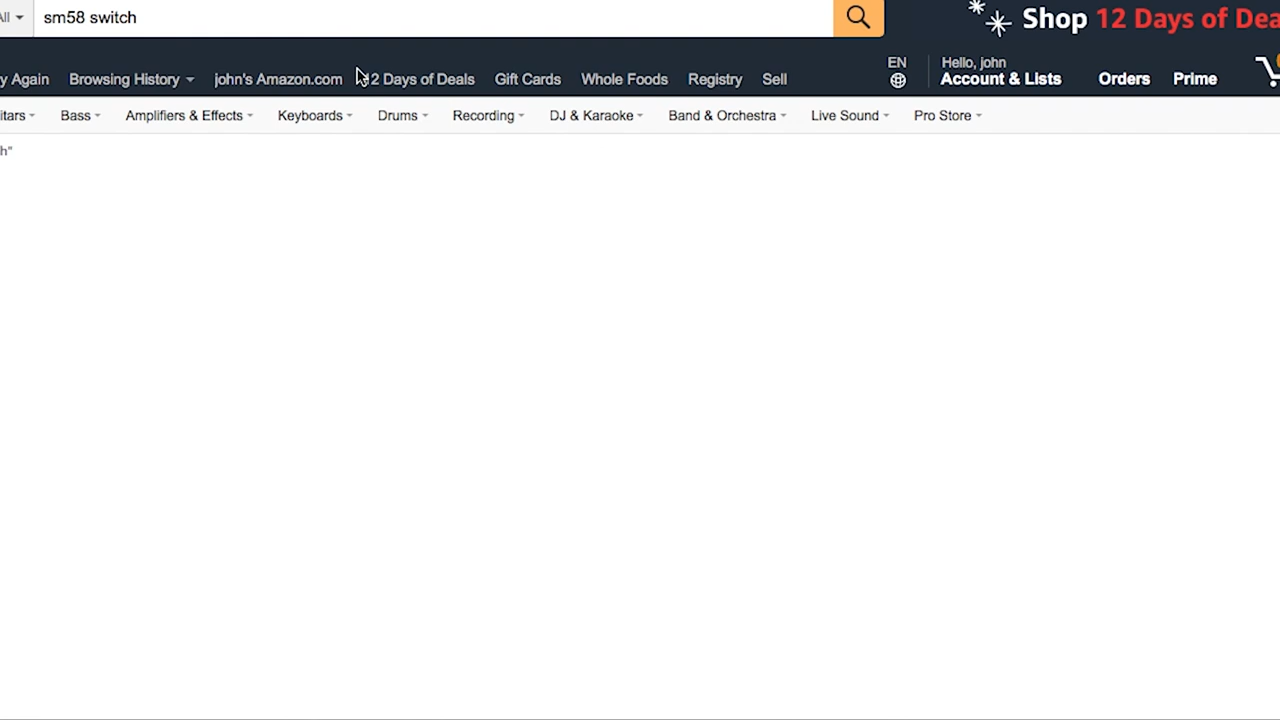 sm58 switch
Shop 12 Days of
Again Browsing History john's Amazon.com 12 Days of Deals Gift Cards Whole Foods Registry Sell EN Hello, john
Account & Lists Orders Prime
Bass Amplifiers & Effects Keyboards Drums Recording DJ & Karaoke Band & Orchestra Live Sound Pro Store
h"